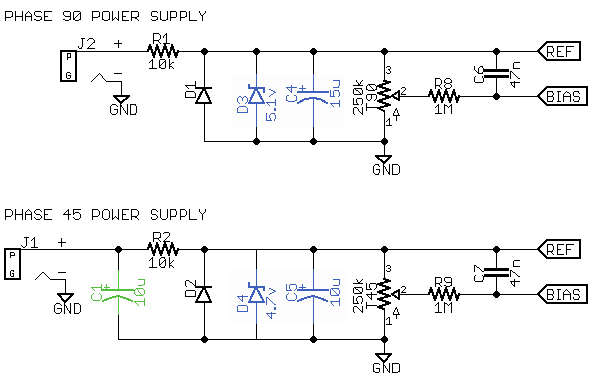 PHASE 90 POWER SUPPLY
J2 + R1 REF
P
G
- 10k
GND
D1 D3 5.1v C4 + 15u
3
250k T90 2
1
R8
1M
C6 47n
BIAS
GND
PHASE 45 POWER SUPPLY
J1 + R2 REF
P
G
- 10k
GND
C1 + 10u
D2 D4 4.7v C5 + 10u
3
250k T45 2
1
R9
1M
C7 47n
BIAS
GND